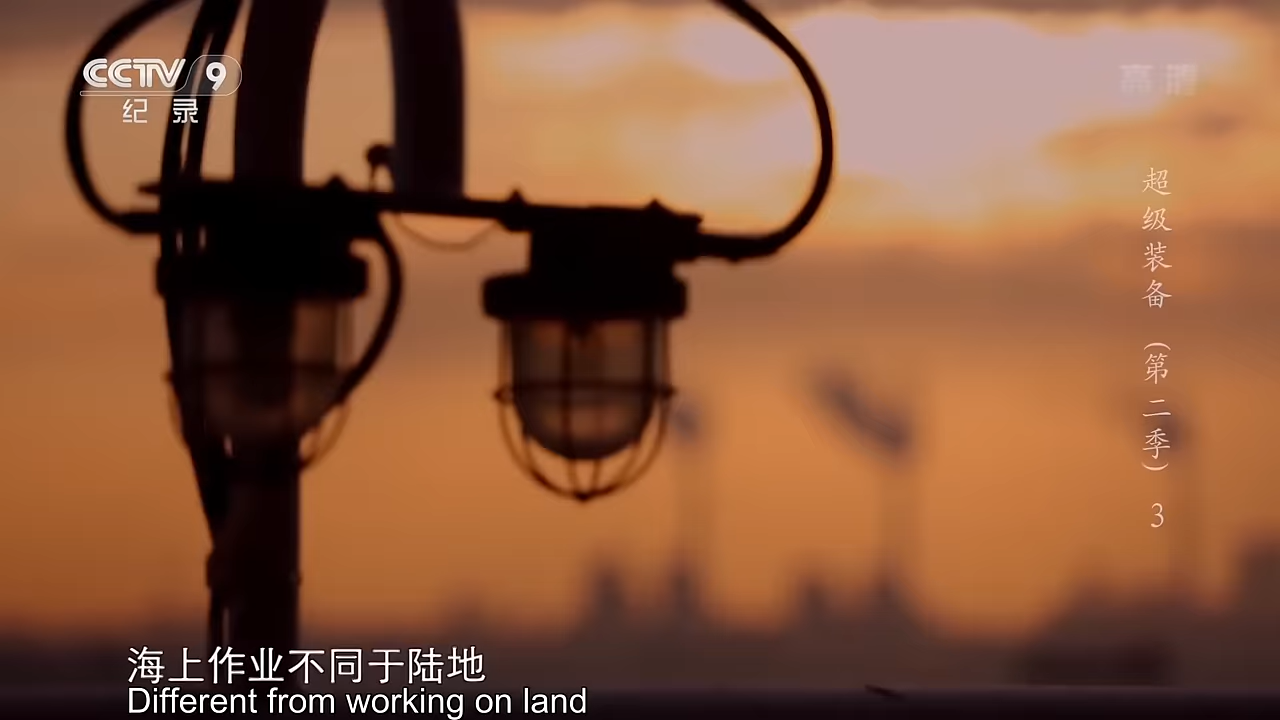 CCTV 9
纪录
高清
超级装备 (第二季) 3
海上作业不同于陆地
Different from working on land